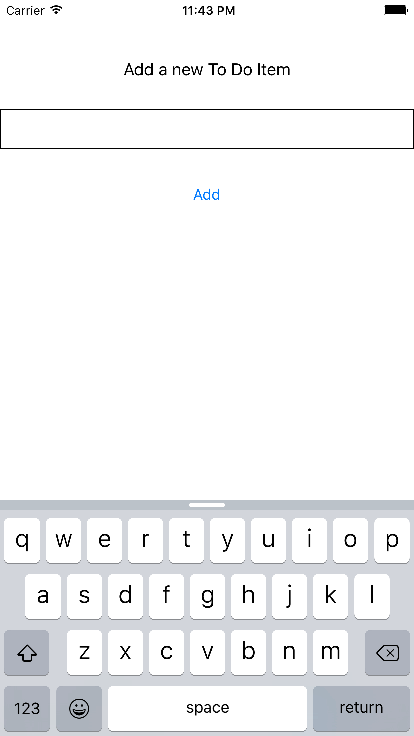 Carrier 11:43 PM
Add a new To Do Item
Add
q w e r t y u i o p
a s d f g h j k l
z x c v b n m
123 space return